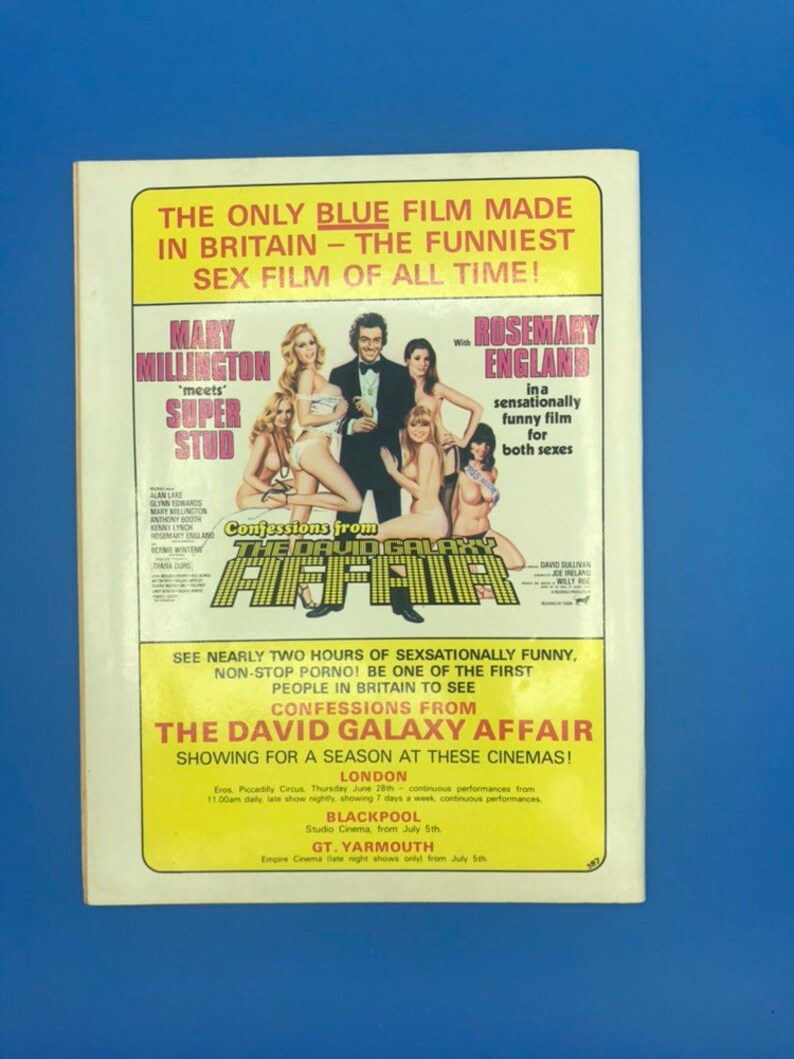 THE ONLY BLUE FILM MADE
IN BRITAIN – THE FUNNIEST
SEX FILM OF ALL TIME!
MARY
MILLINGTON
'meets'
SUPER
STUD
With ROSEMARY
ENGLAND
in a
sensationally
funny film
for
both sexes
ALAN LAKE
GLYNN EDWARDS
MARY MILLINGTON
ANTHONY BOOTH
KENNY LYNCH
ROSEMARY ENGLAND
BERNIE WINTERS
DIANA DORS
Confessions from
THE DAVID GALAXY
AFFAIR
DAVID SULLIVAN
JOE IRELAND
WILLY ROE
SEE NEARLY TWO HOURS OF SEXSATIONALLY FUNNY,
NON-STOP PORNO! BE ONE OF THE FIRST
PEOPLE IN BRITAIN TO SEE
CONFESSIONS FROM
THE DAVID GALAXY AFFAIR
SHOWING FOR A SEASON AT THESE CINEMAS!
LONDON
Eros, Piccadilly Circus, Thursday June 28th – continuous performances from
11.00am daily, late show nightly, showing 7 days a week, continuous performances.
BLACKPOOL
Studio Cinema, from July 5th.
GT. YARMOUTH
Empire Cinema (late night shows only) from July 5th.